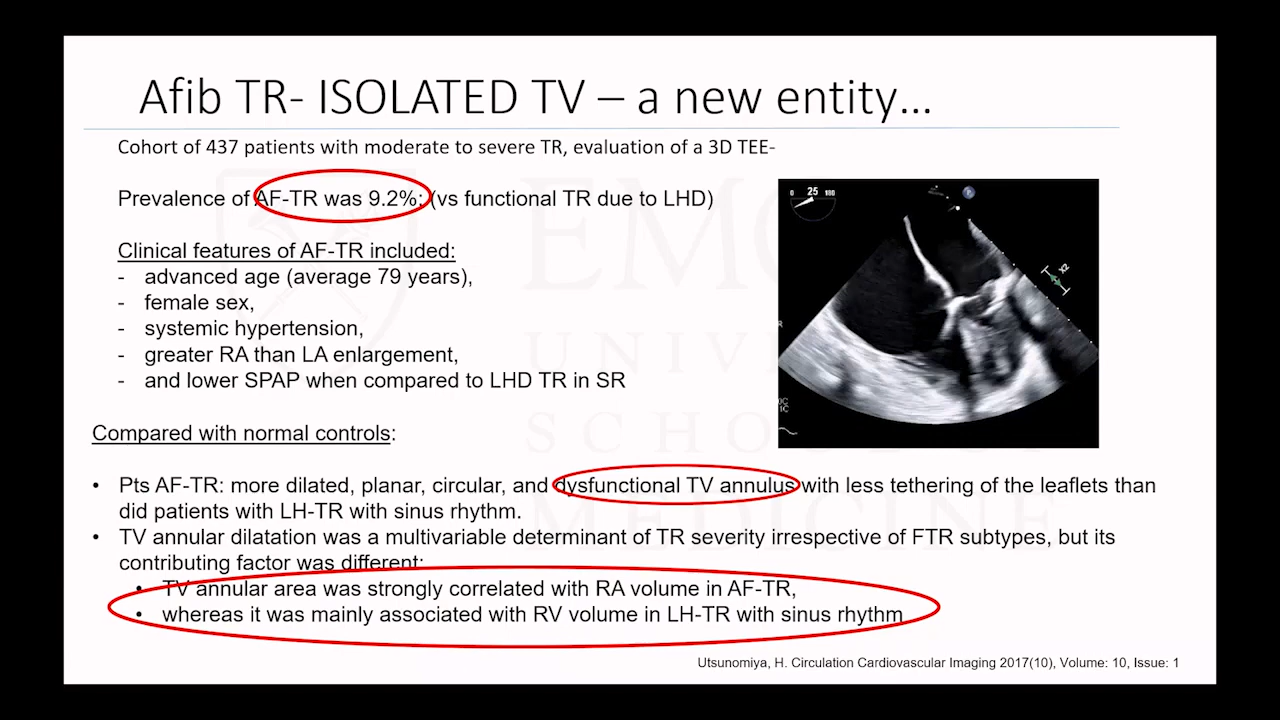 Afib TR- ISOLATED TV – a new entity...
Cohort of 437 patients with moderate to severe TR, evaluation of a 3D TEE-
Prevalence of AF-TR was 9.2%; (vs functional TR due to LHD)
Clinical features of AF-TR included:
- advanced age (average 79 years),
- female sex,
- systemic hypertension,
- greater RA than LA enlargement,
- and lower SPAP when compared to LHD TR in SR
0 25 180
X2
Compared with normal controls:
• Pts AF-TR: more dilated, planar, circular, and dysfunctional TV annulus with less tethering of the leaflets than
did patients with LH-TR with sinus rhythm.
• TV annular dilatation was a multivariable determinant of TR severity irrespective of FTR subtypes, but its
contributing factor was different:
• TV annular area was strongly correlated with RA volume in AF-TR,
• whereas it was mainly associated with RV volume in LH-TR with sinus rhythm
Utsunomiya, H. Circulation Cardiovascular Imaging 2017(10), Volume: 10, Issue: 1